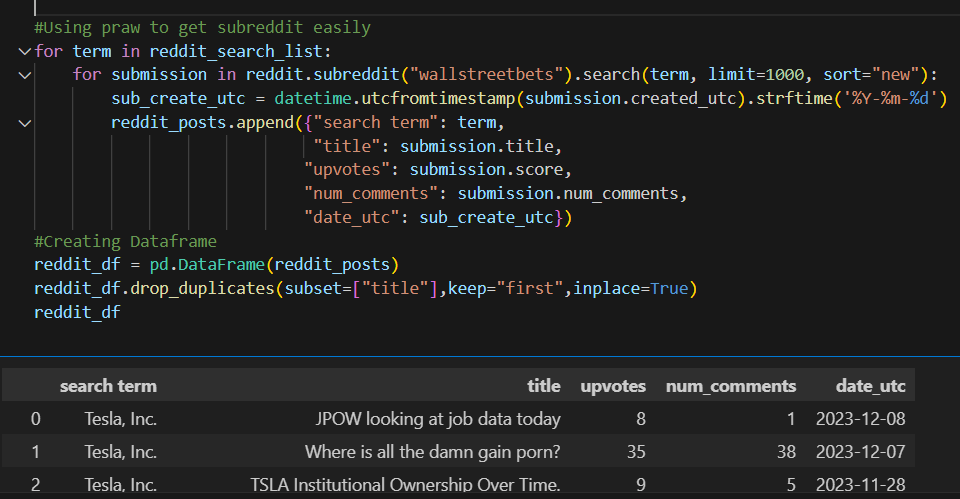 #Using praw to get subreddit easily
for term in reddit_search_list:
for submission in reddit.subreddit("wallstreetbets").search(term, limit=1000, sort="new"):
sub_create_utc = datetime.utcfromtimestamp(submission.created_utc).strftime('%Y-%m-%d')
reddit_posts.append({"search term": term,
"title": submission.title,
"upvotes": submission.score,
"num_comments": submission.num_comments,
"date_utc": sub_create_utc})
#Creating Dataframe
reddit_df = pd.DataFrame(reddit_posts)
reddit_df.drop_duplicates(subset=["title"],keep="first",inplace=True)
reddit_df
search term title upvotes num_comments date_utc
0 Tesla, Inc. JPOW looking at job data today 8 1 2023-12-08
1 Tesla, Inc. Where is all the damn gain porn? 35 38 2023-12-07
2 Tesla, Inc. TSLA Institutional Ownership Over Time. 9 5 2023-11-28